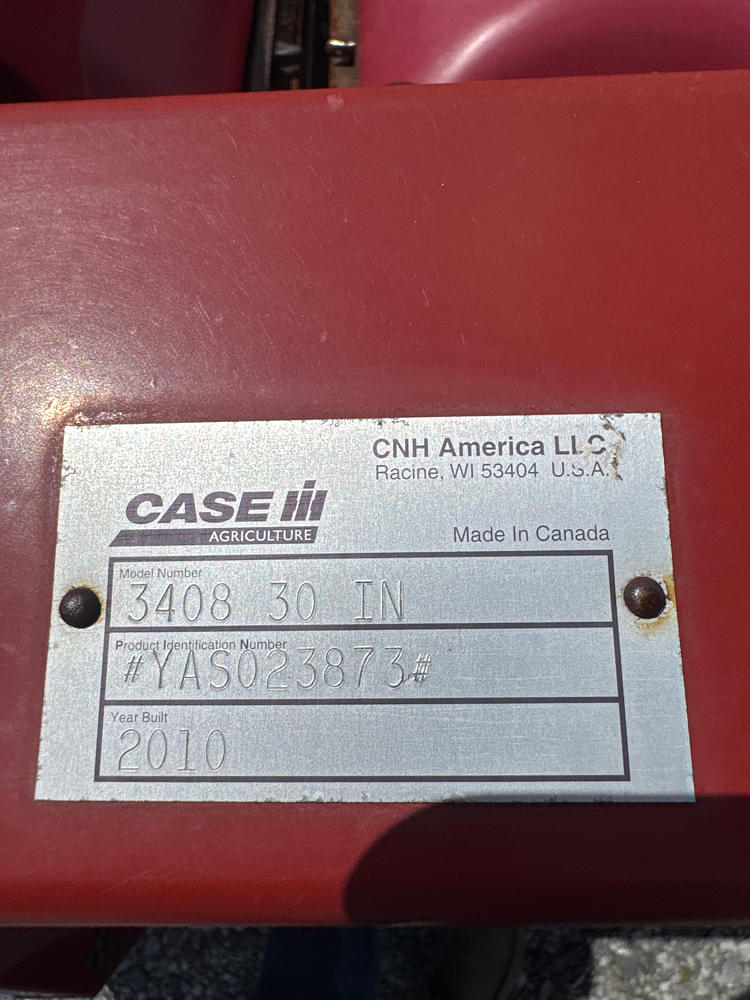 CNH America LLC
Racine, WI 53404 U.S.A.
CASE IH
AGRICULTURE
Made In Canada
Model Number
3408 30 IN
Product Identification Number
#YAS023873#
Year Built
2010